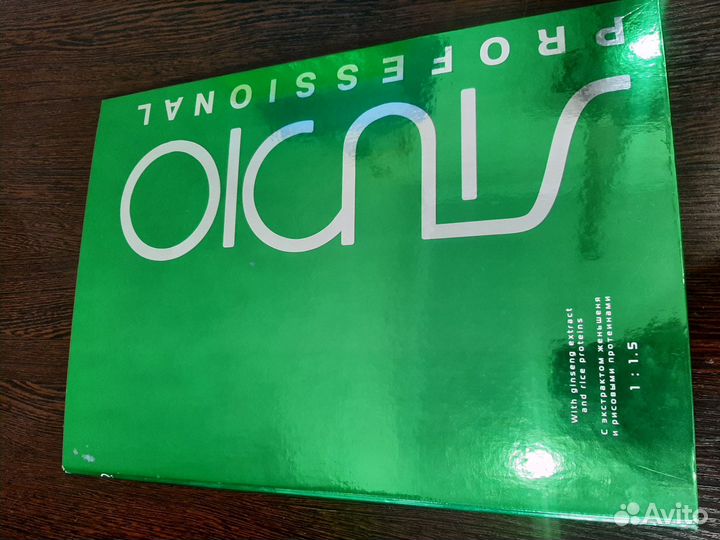 STUDIO
PROFESSIONAL
With ginseng extract
and rice proteins
С экстрактом женьшеня
и рисовыми протеинами
1 : 1.5
Avito